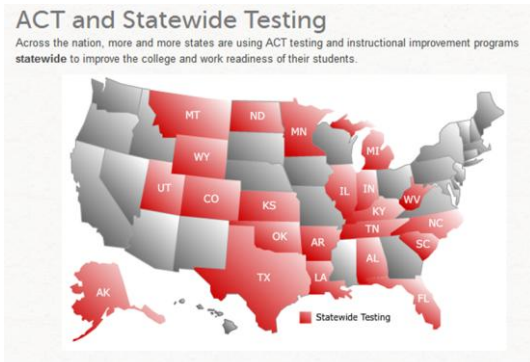 ACT and Statewide Testing
Across the nation, more and more states are using ACT testing and instructional improvement programs
statewide to improve the college and work readiness of their students.
MT
ND
MN
WY
MI
UT
CO
KS
IL
IN
WV
KY
TN
NC
OK
AR
SC
TX
LA
AL
AK
FL
Statewide Testing